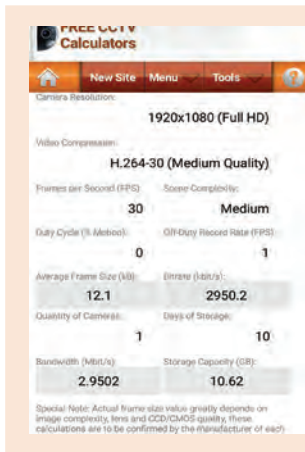 FREE CCTV
Calculators
New Site Menu Tools ?
Camera Resolution:
1920x1080 (Full HD)
Video Compression:
H.264-30 (Medium Quality)
Frames per Second (FPS): Scene Complexity:
30 Medium
Duty Cycle (% Motion): Off-Duty Record Rate (FPS):
0 1
Average Frame Size (kB): Bitrate (kbit/s):
12.1 2950.2
Quantity of Cameras: Days of Storage:
1 10
Bandwidth (Mbit/s): Storage Capacity (GB):
2.9502 10.62
Special Note: Actual frame size value greatly depends on
image complexity, lens and CCD/CMOS quality, these
calculations are to be confirmed by the manufacturer of each